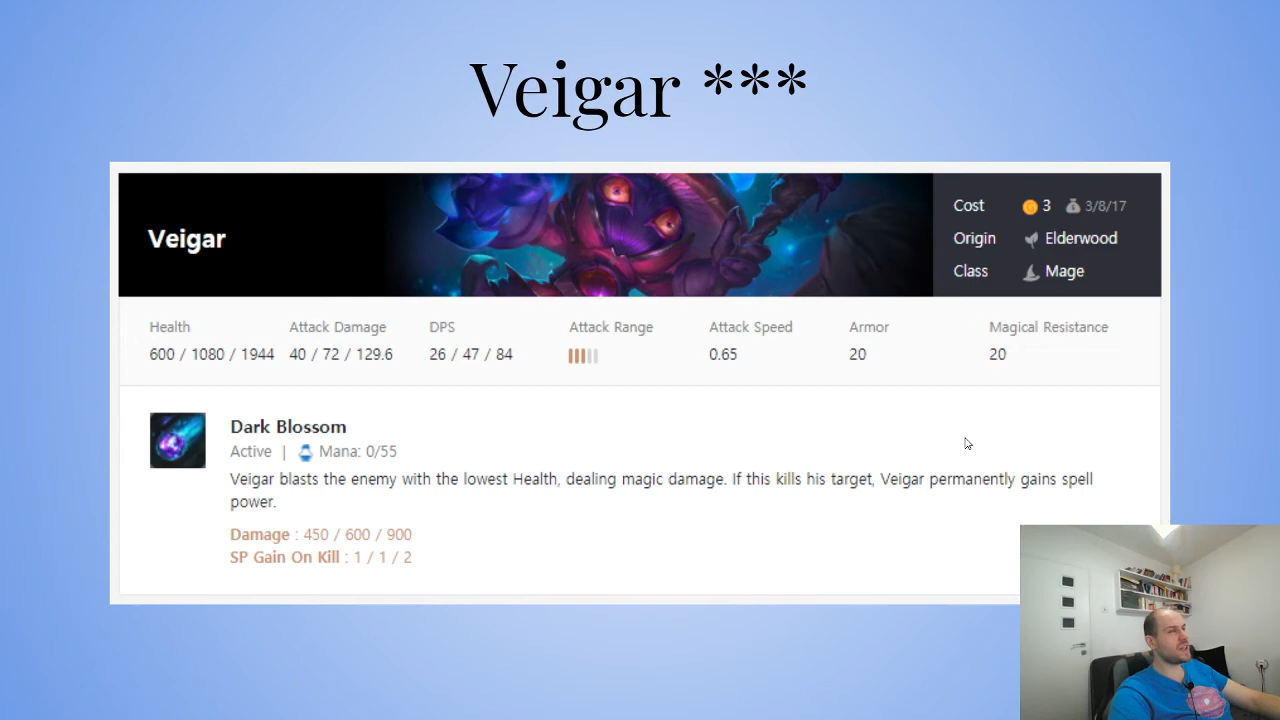 Veigar ***
Veigar
Cost 3 3/8/17
Origin Elderwood
Class Mage
Health Attack Damage DPS Attack Range Attack Speed Armor Magical Resistance
600 / 1080 / 1944 40 / 72 / 129.6 26 / 47 / 84 0.65 20 20
Dark Blossom
Active | Mana: 0/55
Veigar blasts the enemy with the lowest Health, dealing magic damage. If this kills his target, Veigar permanently gains spell
power.
Damage : 450 / 600 / 900
SP Gain On Kill : 1 / 1 / 2